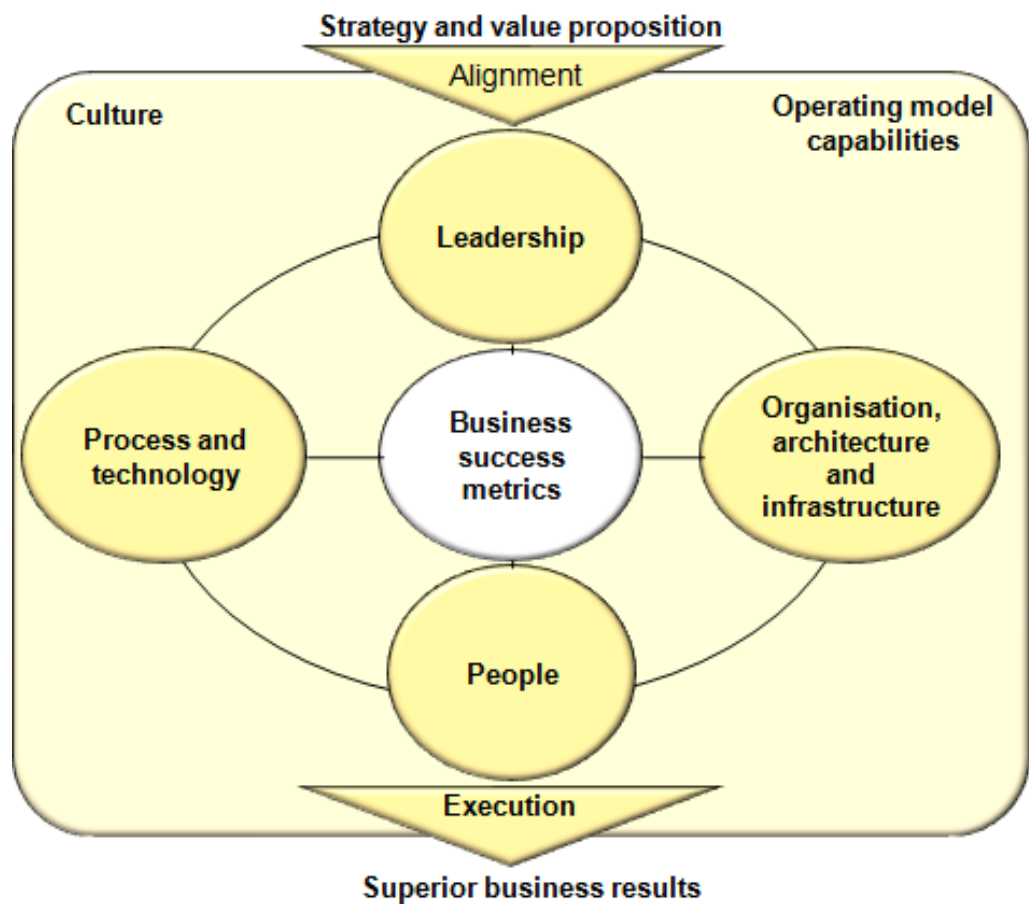 Strategy and value proposition
Alignment
Culture
Operating model
capabilities
Leadership
Process and
technology
Business
success
metrics
Organisation,
architecture
and
infrastructure
People
Execution
Superior business results